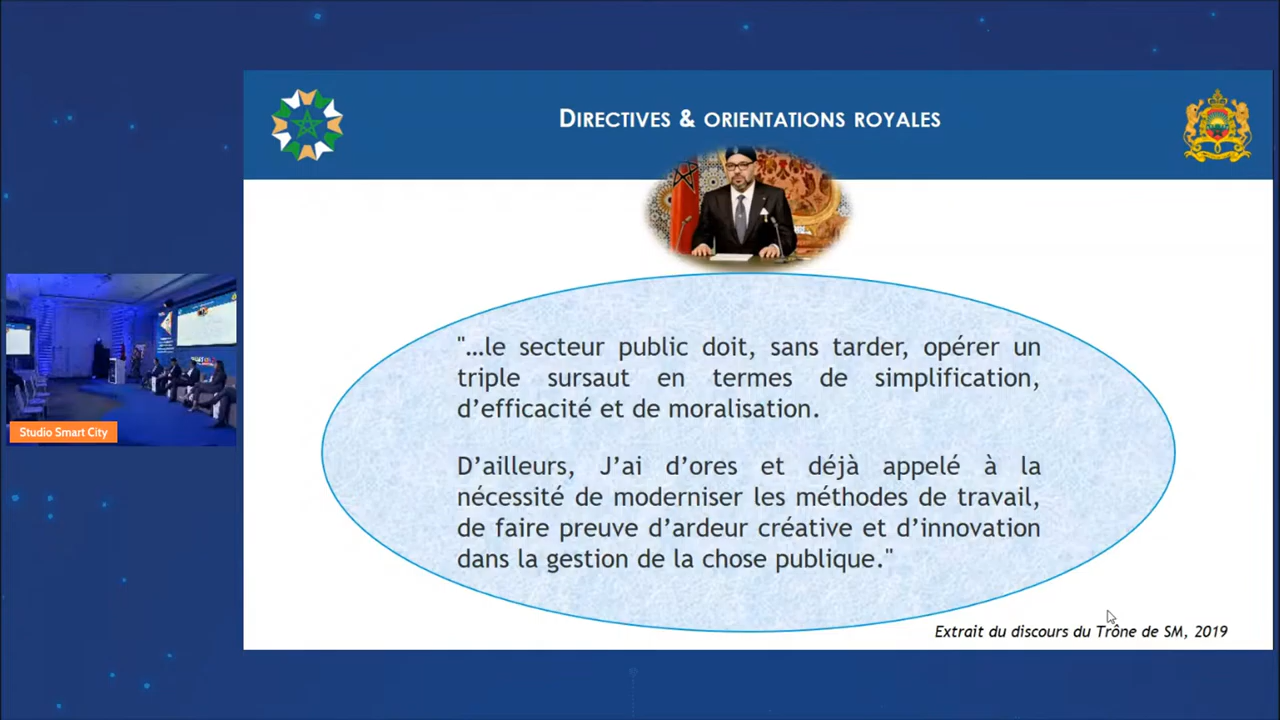 DIRECTIVES & ORIENTATIONS ROYALES
"…le secteur public doit, sans tarder, opérer un
triple sursaut en termes de simplification,
d’efficacité et de moralisation.
D’ailleurs, J’ai d’ores et déjà appelé à la
nécessité de moderniser les méthodes de travail,
de faire preuve d’ardeur créative et d’innovation
dans la gestion de la chose publique."
Extrait du discours du Trône de SM, 2019
Studio Smart City